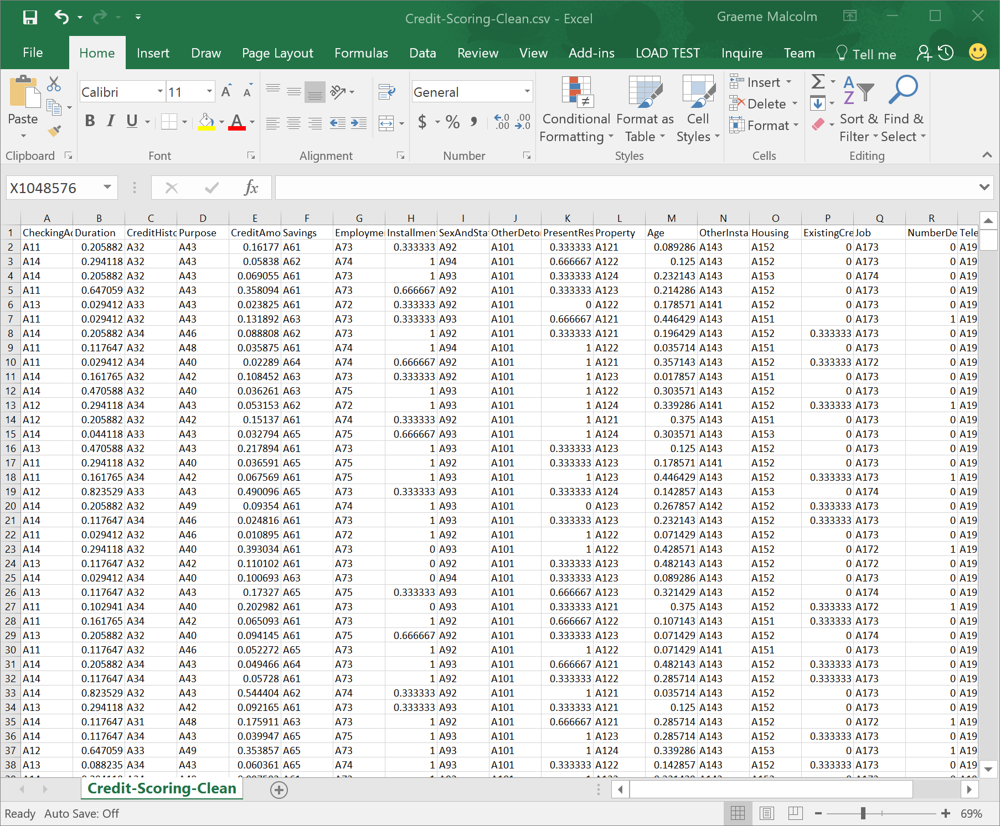 Credit-Scoring-Clean.csv - Excel
Graeme Malcolm
File Home Insert Draw Page Layout Formulas Data Review View Add-ins LOAD TEST Inquire Team Tell me
Paste
Calibri 11
General
Conditional Formatting
Format as Table
Cell Styles
Insert
Delete
Format
Sort & Filter
Find & Select
Clipboard Font Alignment Number Styles Cells Editing
X1048576 fx
A B C D E F G H I J K L M N O P Q R
1 CheckingAc Duration CreditHisto Purpose CreditAmo Savings Employmen Installment SexAndStat OtherDetor PresentRes Property Age OtherInsta Housing ExistingCre Job NumberDe Tele
2 A11 0.205882 A32 A43 0.16177 A61 A73 0.333333 A92 A101 0.333333 A121 0.089286 A143 A152 0 A173 0 A19
3 A14 0.294118 A32 A43 0.05838 A62 A74 1 A94 A101 0.666667 A122 0.125 A143 A152 0 A173 0 A19
4 A14 0.205882 A32 A43 0.069055 A61 A73 1 A93 A101 0.333333 A124 0.232143 A143 A153 0 A174 0 A19
5 A11 0.647059 A32 A43 0.358094 A61 A73 0.666667 A92 A101 0.333333 A123 0.214286 A143 A152 0 A173 0 A19
6 A13 0.029412 A33 A43 0.023825 A61 A72 0.333333 A92 A101 0 A122 0.178571 A141 A152 0 A173 0 A19
7 A11 0.029412 A32 A43 0.131892 A63 A73 0.333333 A93 A101 0.666667 A121 0.446429 A143 A151 0 A173 1 A19
8 A14 0.205882 A34 A46 0.088808 A62 A73 1 A92 A101 0.333333 A121 0.196429 A143 A152 0.333333 A173 0 A19
9 A11 0.117647 A32 A48 0.035875 A61 A74 1 A94 A101 1 A122 0.035714 A143 A151 0 A173 0 A19
10 A11 0.029412 A34 A40 0.02289 A64 A74 0.666667 A92 A101 1 A121 0.357143 A143 A152 0.333333 A172 0 A19
11 A14 0.161765 A32 A42 0.108452 A63 A73 0.333333 A92 A101 1 A123 0.017857 A143 A151 0 A173 0 A19
12 A14 0.470588 A32 A40 0.036261 A63 A75 1 A93 A101 1 A122 0.303571 A143 A152 0 A173 0 A19
13 A12 0.294118 A34 A43 0.053153 A62 A72 1 A93 A101 1 A124 0.339286 A141 A152 0.333333 A173 1 A19
14 A12 0.205882 A32 A42 0.15137 A61 A74 0.333333 A92 A101 1 A121 0.375 A143 A151 0 A173 0 A19
15 A14 0.044118 A33 A43 0.032794 A65 A75 0.666667 A93 A101 1 A124 0.303571 A143 A153 0 A173 0 A19
16 A13 0.470588 A32 A43 0.217894 A61 A73 1 A93 A101 0.333333 A123 0.125 A143 A152 0 A173 0 A19
17 A11 0.294118 A32 A40 0.036591 A65 A75 1 A92 A101 0.333333 A123 0.178571 A141 A152 0 A173 0 A19
18 A11 0.161765 A34 A42 0.067569 A61 A75 1 A93 A101 1 A123 0.446429 A143 A152 0.333333 A173 1 A19
19 A12 0.823529 A33 A43 0.490096 A65 A73 0.333333 A93 A101 0.333333 A124 0.142857 A143 A153 0 A174 0 A19
20 A14 0.205882 A32 A49 0.09354 A61 A74 1 A93 A101 0 A123 0.267857 A142 A152 0.333333 A173 0 A19
21 A14 0.117647 A34 A46 0.024816 A61 A73 1 A93 A101 0.333333 A123 0.232143 A143 A152 0.333333 A173 0 A19
22 A11 0.029412 A32 A46 0.010895 A61 A72 1 A92 A101 1 A122 0.071429 A143 A152 0 A173 0 A19
23 A14 0.294118 A32 A40 0.393034 A61 A73 0 A93 A101 1 A122 0.428571 A143 A152 0 A172 1 A19
24 A13 0.117647 A32 A42 0.110102 A61 A73 0 A92 A101 0.333333 A123 0.482143 A143 A152 0 A172 0 A19
25 A14 0.029412 A34 A40 0.100693 A63 A73 0 A94 A101 0.333333 A123 0.089286 A143 A152 0 A173 0 A19
26 A13 0.117647 A32 A43 0.17327 A65 A75 0.333333 A93 A101 0.666667 A123 0.321429 A143 A152 0 A174 0 A19
27 A11 0.102941 A34 A40 0.202982 A61 A73 0 A93 A101 0.333333 A121 0.375 A143 A152 0.333333 A172 1 A19
28 A11 0.161765 A34 A42 0.065093 A61 A73 1 A92 A101 0.666667 A122 0.107143 A143 A151 0.333333 A173 0 A19
29 A13 0.205882 A32 A40 0.094145 A61 A75 0.666667 A92 A101 0.333333 A123 0.071429 A143 A152 0 A174 0 A19
30 A11 0.117647 A32 A46 0.052272 A65 A73 1 A92 A101 1 A122 0.071429 A141 A151 0 A173 0 A19
31 A14 0.205882 A34 A43 0.049466 A64 A73 1 A93 A101 0.666667 A121 0.482143 A143 A152 0.333333 A173 0 A19
32 A14 0.117647 A34 A43 0.05728 A61 A73 1 A92 A101 0.333333 A122 0.285714 A143 A152 0.333333 A173 0 A19
33 A14 0.823529 A32 A43 0.544404 A62 A74 0.333333 A92 A101 1 A121 0.035714 A143 A152 0 A173 0 A19
34 A13 0.294118 A32 A42 0.092165 A61 A73 0.333333 A93 A101 0.333333 A121 0.125 A143 A152 0 A173 0 A19
35 A14 0.117647 A31 A48 0.175911 A63 A73 1 A92 A101 0.666667 A121 0.285714 A143 A152 0 A172 1 A19
36 A14 0.117647 A34 A43 0.039947 A65 A75 1 A93 A101 1 A123 0.285714 A143 A152 0.333333 A173 0 A19
37 A12 0.647059 A33 A49 0.353857 A65 A73 1 A93 A101 1 A124 0.339286 A143 A153 0 A173 1 A19
38 A13 0.088235 A34 A43 0.060361 A65 A74 1 A93 A101 0.333333 A122 0.142857 A143 A152 0.333333 A173 0 A19
Credit-Scoring-Clean
Ready Auto Save: Off 69%